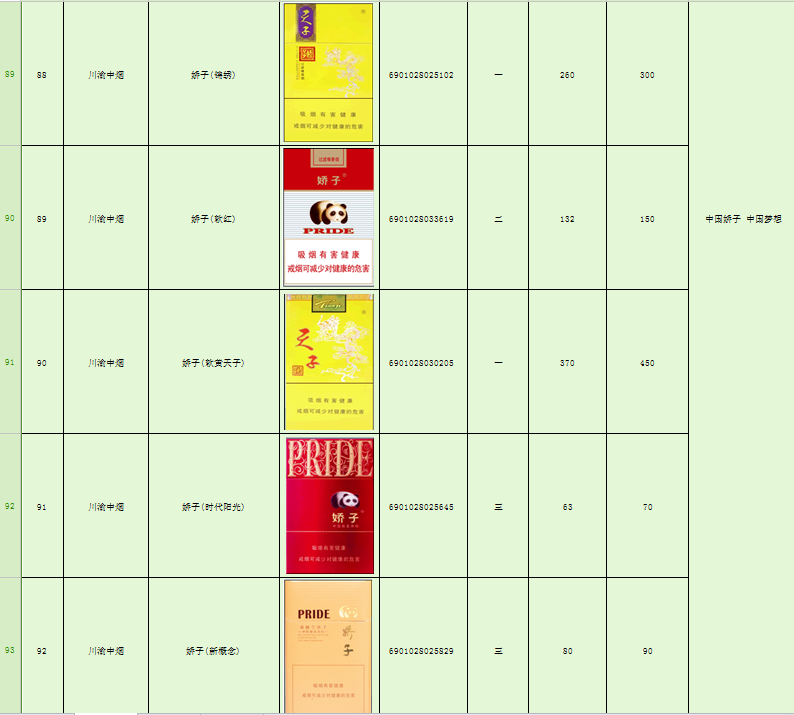 89 88 川渝中烟 娇子(锦绣) 6901028025102 一 260 300
天子
吸 烟 有 害 健 康
戒烟可减少对健康的危害
90 89 川渝中烟 娇子(软红) 6901028033619 二 132 150 中国娇子 中国梦想
娇子
PRIDE
吸 烟 有 害 健 康
戒烟可减少对健康的危害
91 90 川渝中烟 娇子(软黄天子) 6901028030205 一 370 450
天子
吸 烟 有 害 健 康
戒烟可减少对健康的危害
92 91 川渝中烟 娇子(时代阳光) 6901028025645 三 63 70
PRIDE
娇子
吸烟有害健康
戒烟可减少对健康的危害
93 92 川渝中烟 娇子(新概念) 6901028025829 三 80 90
PRIDE
娇子
吸烟有害健康
戒烟可减少对健康的危害